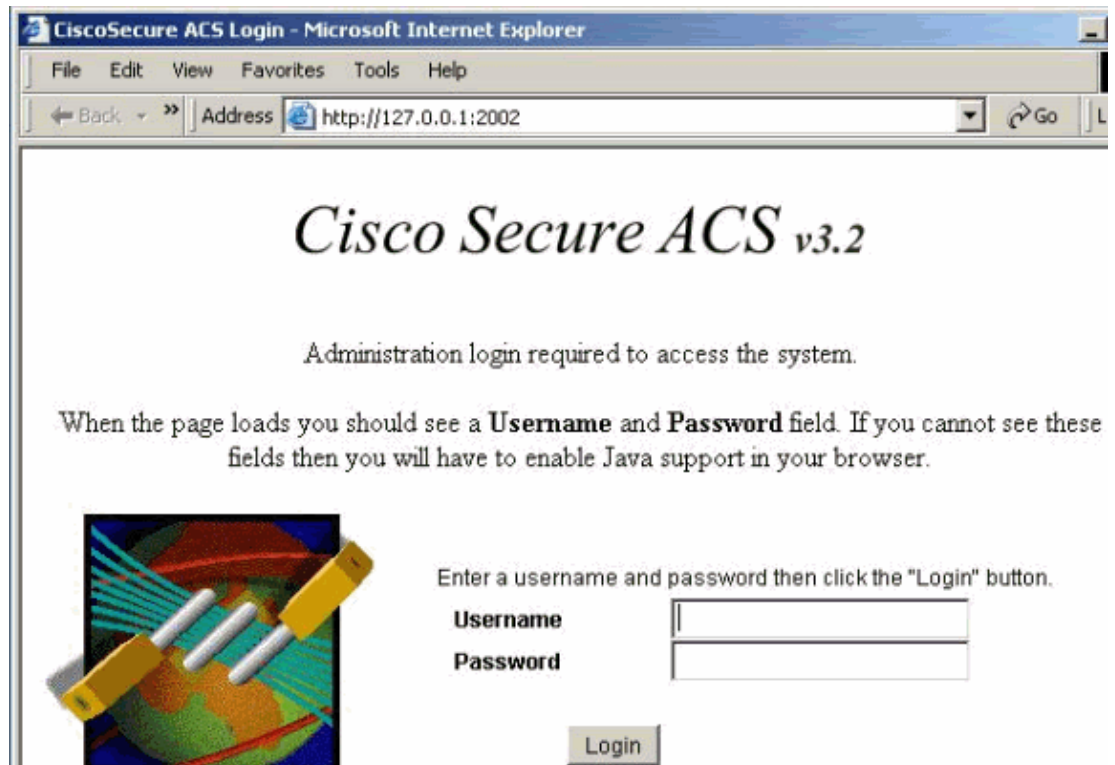 CiscoSecure ACS Login - Microsoft Internet Explorer
File Edit View Favorites Tools Help
Back » Address http://127.0.0.1:2002 Go L
Cisco Secure ACS v3.2
Administration login required to access the system.
When the page loads you should see a Username and Password field. If you cannot see these
fields then you will have to enable Java support in your browser.
Enter a username and password then click the "Login" button.
Username
Password
Login